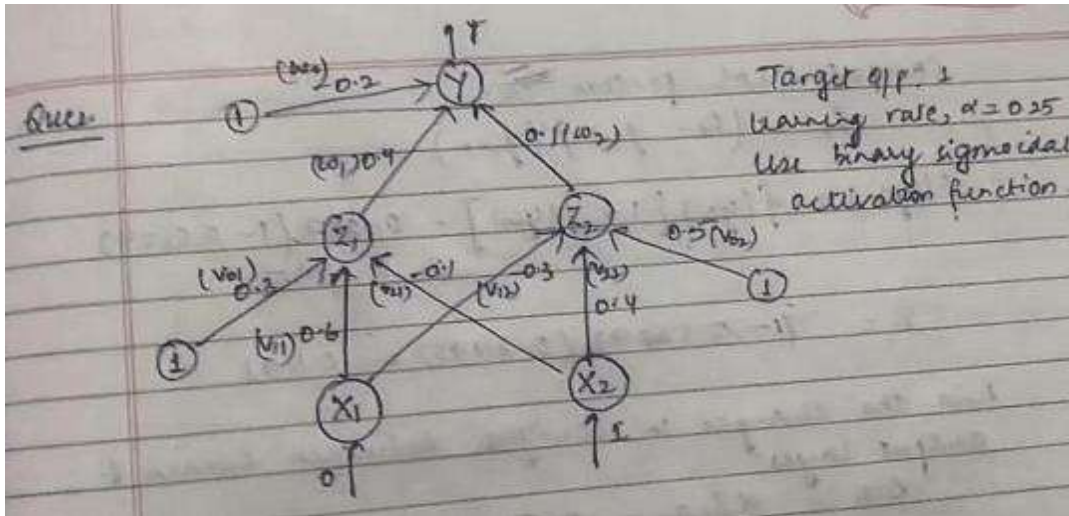 Y
(w0) -0.2
Y
Target o/p: 1
Ques.
1
(w1) 0.4
0.1 (w2)
learning rate, α = 0.25
Use binary sigmoidal
activation function
Z1
Z2
0.5 (V02)
(V01) 0.3
(V21) -0.1
(V12) -0.3
1
1
(V11) 0.6
0.4
X1
X2
0
1